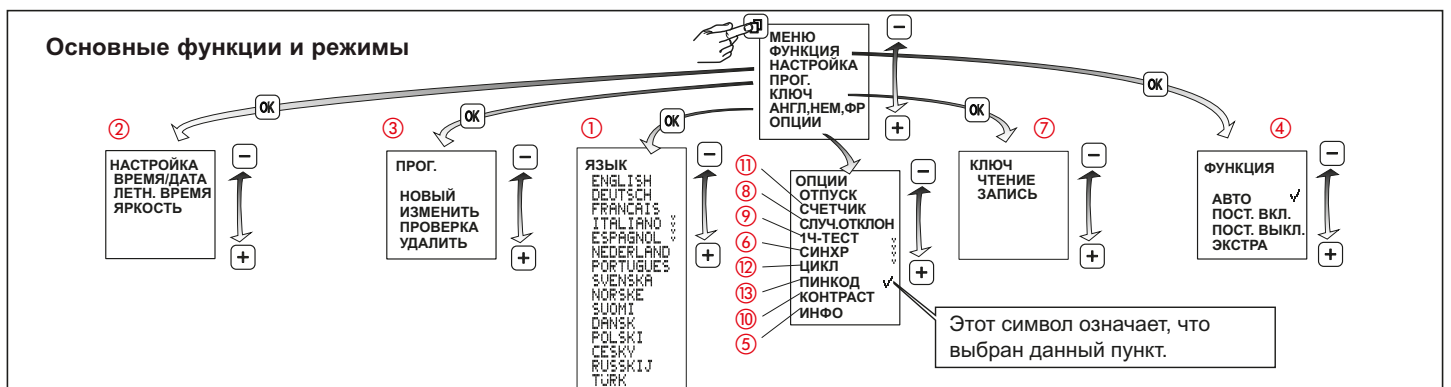 Основные функции и режимы
МЕНЮ
ФУНКЦИЯ
НАСТРОЙКА
ПРОГ.
КЛЮЧ
АНГЛ,НЕМ,ФР
ОПЦИИ
−
+
OK
OK
OK
OK
OK
②
НАСТРОЙКА
ВРЕМЯ/ДАТА
ЛЕТН. ВРЕМЯ
ЯРКОСТЬ
−
+
③
ПРОГ.
НОВЫЙ
ИЗМЕНИТЬ
ПРОВЕРКА
УДАЛИТЬ
−
+
①
ЯЗЫК
ENGLISH
DEUTSCH
FRANCAIS
ITALIANO
ESPAGNOL
NEDERLAND
PORTUGUES
SVENSKA
NORSKE
SUOMI
DANSK
POLSKI
CESKY
RUSSKIJ
TURK
−
+
ОПЦИИ
ОТПУСК
⑪ СЧЕТЧИК
⑧ СЛУЧ.ОТКЛОН
⑨ 1Ч-ТЕСТ
⑥ СИНХР
⑫ ЦИКЛ
⑬ ПИНКОД ✓
⑩ КОНТРАСТ
⑤ ИНФО
−
+
⑦
КЛЮЧ
ЧТЕНИЕ
ЗАПИСЬ
−
+
④
ФУНКЦИЯ
АВТО ✓
ПОСТ. ВКЛ.
ПОСТ. ВЫКЛ.
ЭКСТРА
−
+
Этот символ означает, что
выбран данный пункт.